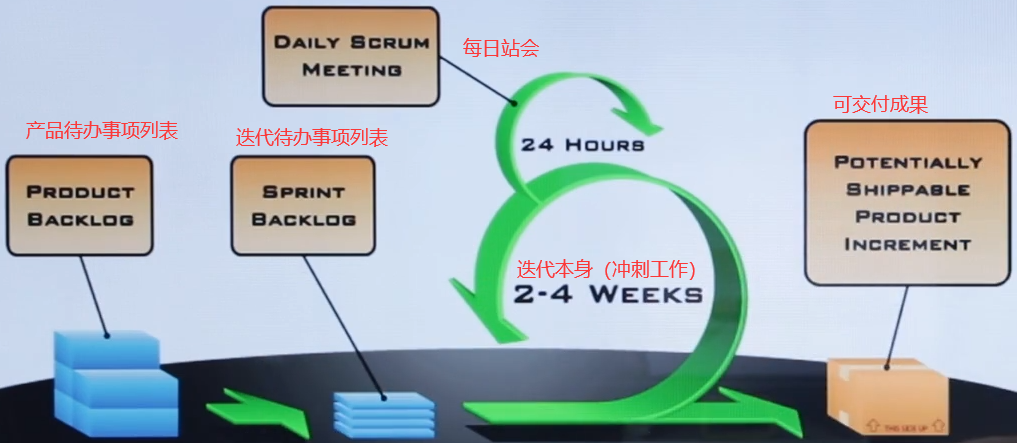 DAILY SCRUM
MEETING
每日站会
24 HOURS
产品待办事项列表
PRODUCT
BACKLOG
迭代待办事项列表
SPRINT
BACKLOG
迭代本身（冲刺工作）
2-4 WEEKS
可交付成果
POTENTIALLY
SHIPPABLE
PRODUCT
INCREMENT
THIS SIDE UP